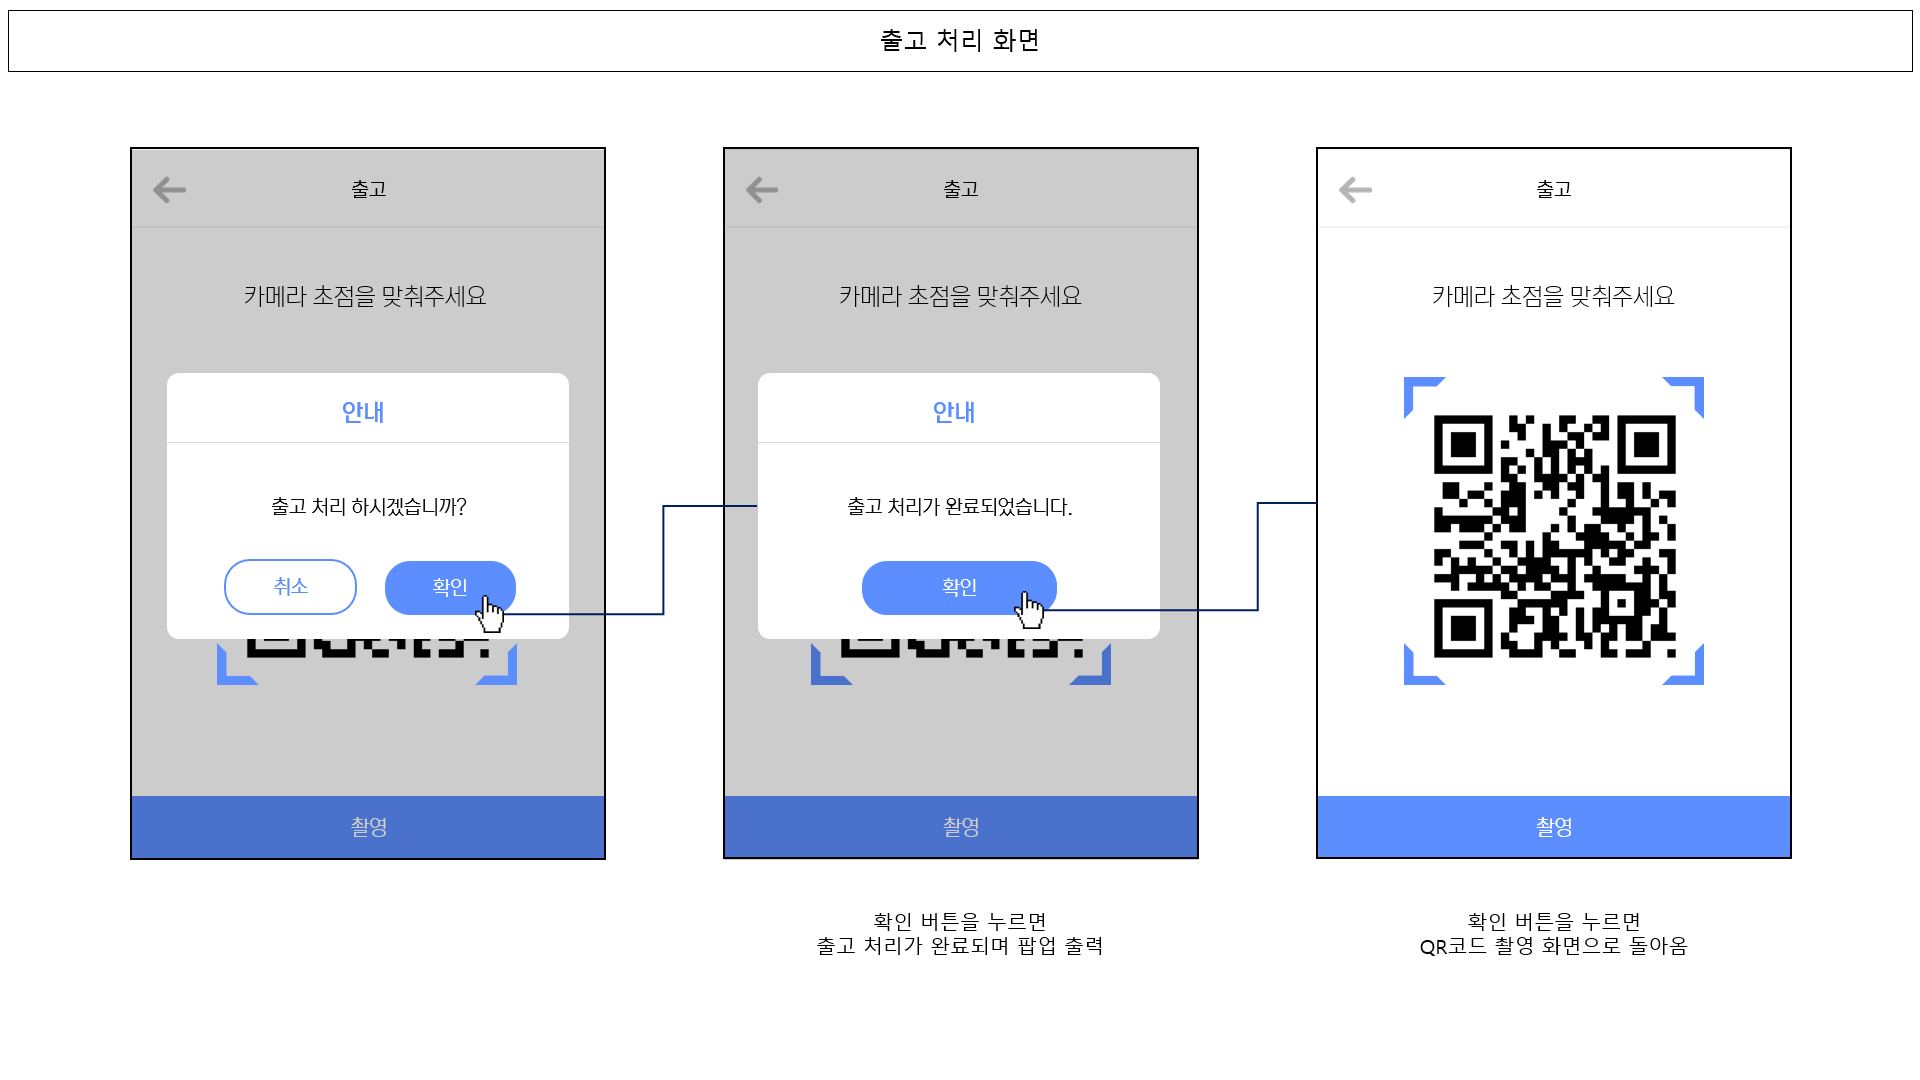 출고 처리 화면
출고
카메라 초점을 맞춰주세요
안내
출고 처리 하시겠습니까?
취소
확인
촬영
출고
카메라 초점을 맞춰주세요
안내
출고 처리가 완료되었습니다.
확인
촬영
확인 버튼을 누르면
출고 처리가 완료되며 팝업 출력
출고
카메라 초점을 맞춰주세요
촬영
확인 버튼을 누르면
QR코드 촬영 화면으로 돌아옴